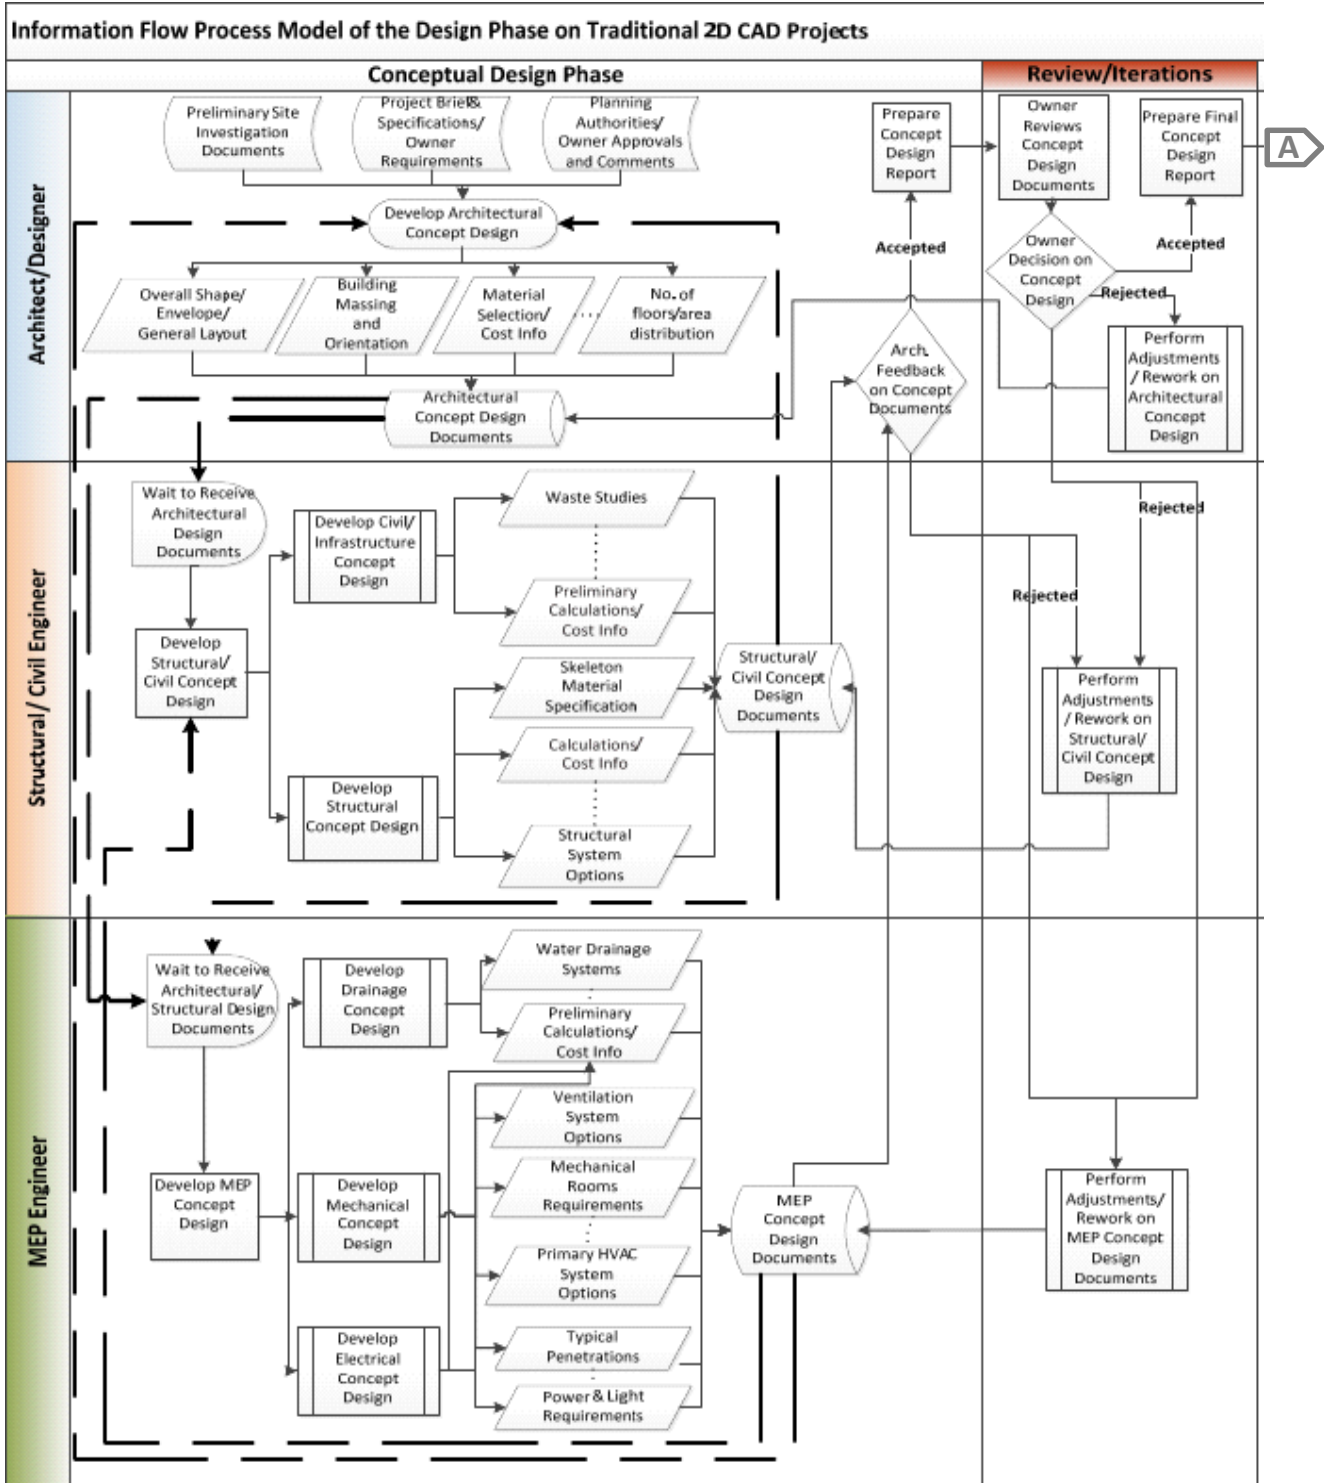 Information Flow Process Model of the Design Phase on Traditional 2D CAD Projects
Conceptual Design Phase
Review/Iterations
Architect/Designer
Preliminary Site
Investigation
Documents
Project Brief&
Specifications/
Owner
Requirements
Planning
Authorities/
Owner Approvals
and Comments
Prepare
Concept
Design
Report
Owner
Reviews
Concept
Design
Documents
Prepare Final
Concept
Design
Report
A
Develop Architectural
Concept Design
Accepted
Owner
Decision on
Concept
Design
Accepted
Rejected
Overall Shape/
Envelope/
General Layout
Building
Massing
and
Orientation
Material
Selection/
Cost Info
No. of
floors/area
distribution
Arch.
Feedback
on Concept
Documents
Perform
Adjustments
/ Rework on
Architectural
Concept
Design
Architectural
Concept Design
Documents
Structural/ Civil Engineer
Wait to Receive
Architectural
Design
Documents
Develop Civil/
Infrastructure
Concept
Design
Waste Studies
Rejected
Preliminary
Calculations/
Cost Info
Rejected
Develop
Structural/
Civil Concept
Design
Skeleton
Material
Specification
Structural/
Civil Concept
Design
Documents
Perform
Adjustments
/ Rework on
Structural/
Civil Concept
Design
Calculations/
Cost Info
Develop
Structural
Concept Design
Structural
System
Options
MEP Engineer
Wait to Receive
Architectural/
Structural Design
Documents
Develop
Drainage
Concept
Design
Water Drainage
Systems
Preliminary
Calculations/
Cost Info
Ventilation
System
Options
Develop MEP
Concept
Design
Develop
Mechanical
Concept
Design
Mechanical
Rooms
Requirements
MEP
Concept
Design
Documents
Perform
Adjustments/
Rework on
MEP Concept
Design
Documents
Primary HVAC
System
Options
Develop
Electrical
Concept
Design
Typical
Penetrations
Power & Light
Requirements